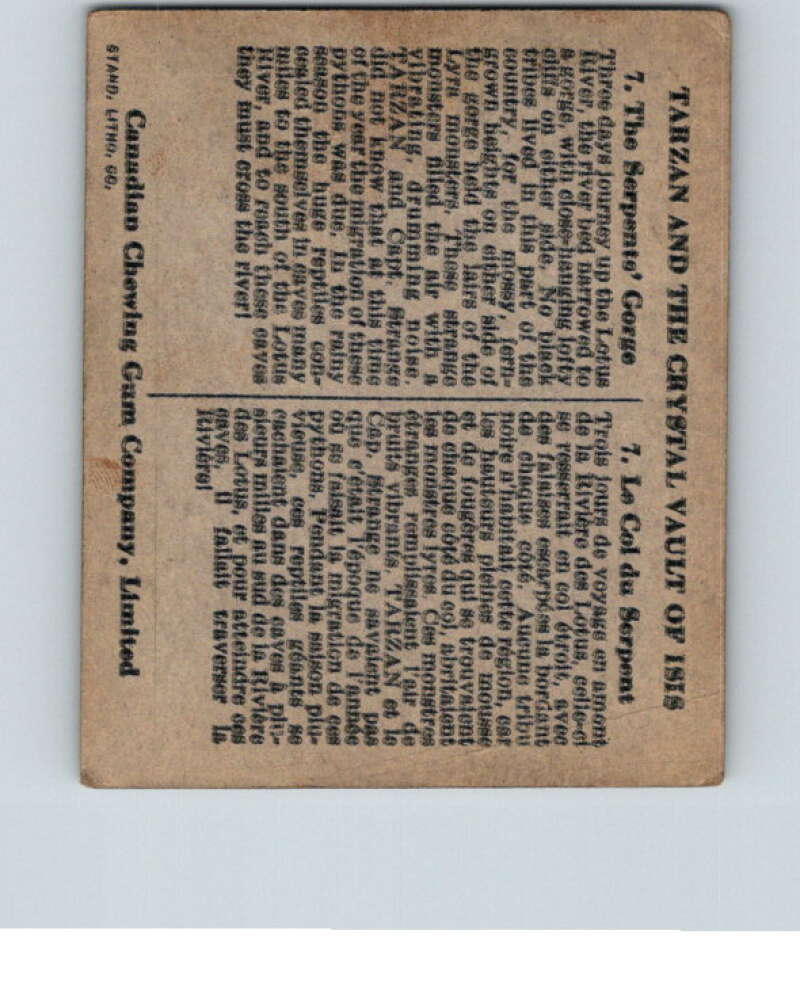 TARZAN AND THE CRYSTAL VAULT OF ISIS
7. The Serpents' Gorge
Three days journey up the Lotus
River, the river bed narrowed to
a gorge, with close-hanging lofty
cliffs on either side. No black
tribes lived in this part of the
country, for the mossy, fern-
grown heights on either side of
the gorge held the lairs of the
Lyra monsters. These strange
monsters filled the air with a
vibrating, drumming noise.
TARZAN and Capt. Strange
did not know that at this time
of the year the migration of these
pythons was due. In the rainy
season the huge reptiles con-
cealed themselves in caves many
miles to the south of the Lotus
River, and to reach these caves
they must cross the river!
7. Le Col du Serpent
Trois jours de voyage en amont
de la Rivière des Lotus, celle-ci
se resserrait en col étroit, avec
des falaises escarpées la bordant
de chaque côté. Aucune tribu
noire n'habitait cette région, car
les hauteurs pleines de mousse
et de fougères qui se trouvaient
de chaque côté du col, abritaient
les monstres lyres. Ces monstres
étranges remplissaient l'air de
bruits vibrants. TARZAN et le
Cap. Strange ne savaient pas
que c'était l'époque de l'année
où se faisait la migration de ces
pythons. Pendant la saison plu-
vieuse, ces reptiles géants se
cachaient dans des caves à plu-
sieurs milles au sud de la Rivière
des Lotus, et pour atteindre ces
caves, il fallait traverser la
Rivière!
Canadian Chewing Gum Company, Limited
STAND. LITHO. CO.